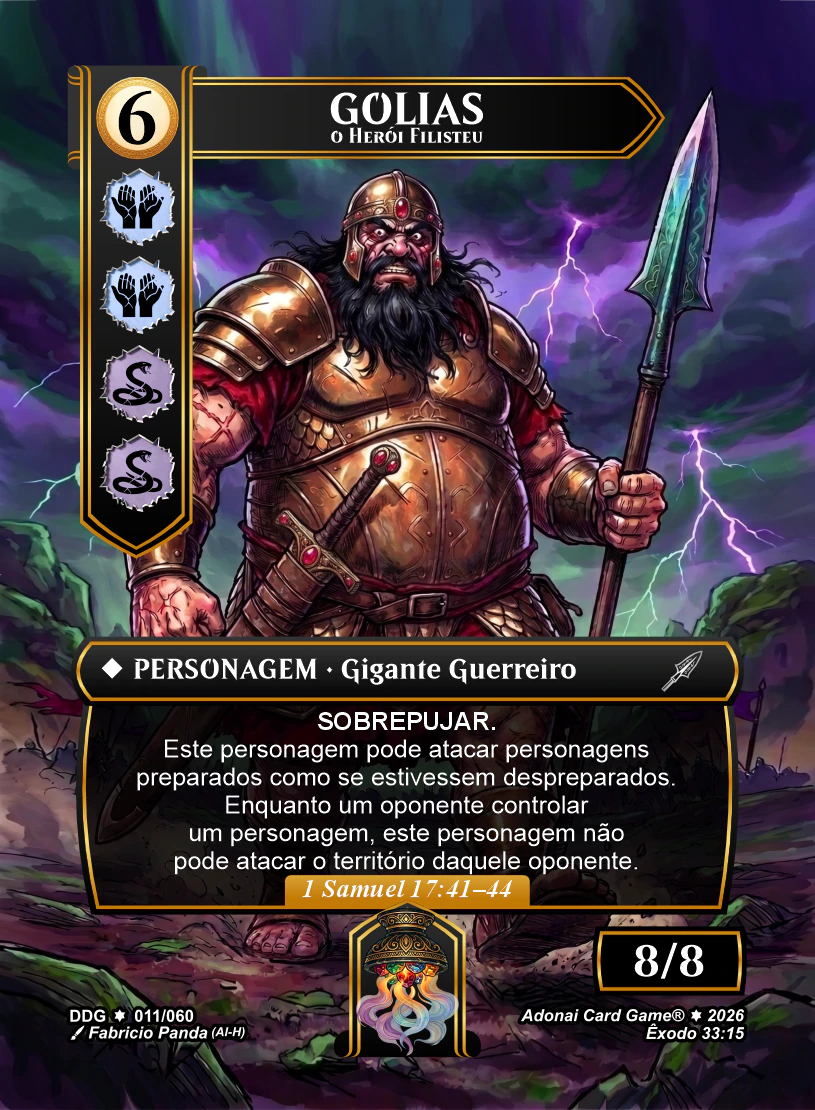 6
GOLIAS
O HERÓI FILISTEU
PERSONAGEM · Gigante Guerreiro
SOBREPUJAR.
Este personagem pode atacar personagens
preparados como se estivessem despreparados.
Enquanto um oponente controlar
um personagem, este personagem não
pode atacar o território daquele oponente.
1 Samuel 17:41–44
8/8
DDG ✸ 011/060
Fabricio Panda (AI-H)
Adonai Card Game® ✸ 2026
Êxodo 33:15